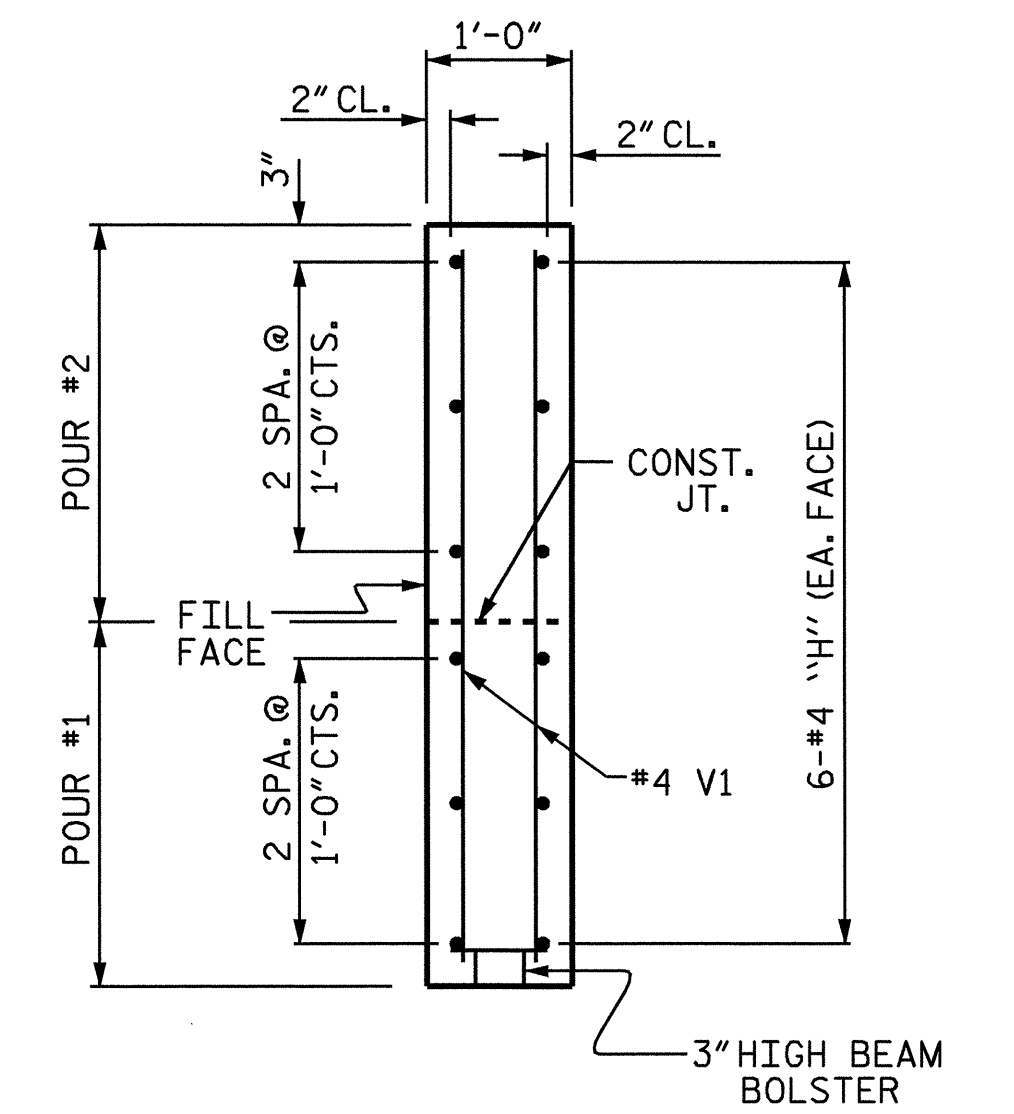 1'-0"
2" CL.
2" CL.
3"
2 SPA. @
1'-0" CTS.
POUR #2
CONST.
JT.
6-#4 "H" (EA. FACE)
FILL
FACE
2 SPA. @
1'-0" CTS.
POUR #1
#4 V1
3" HIGH BEAM
BOLSTER